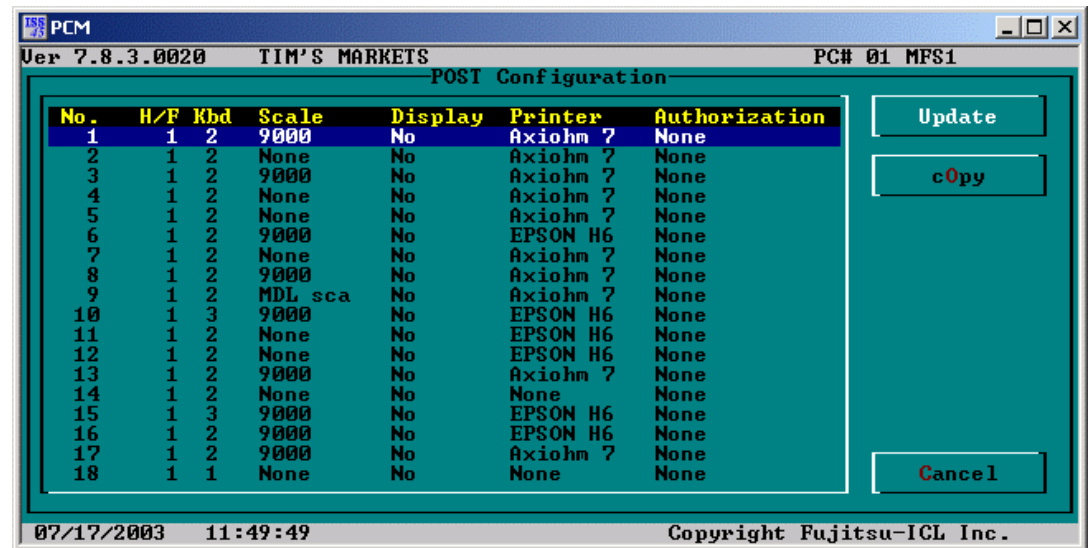 ISS 45 PCM
Ver 7.8.3.0020 TIM'S MARKETS PC# 01 MFS1
POST Configuration
No. H/F Kbd Scale Display Printer Authorization
1 1 2 9000 No Axiohm 7 None
2 1 2 None No Axiohm 7 None
3 1 2 9000 No Axiohm 7 None
4 1 2 None No Axiohm 7 None
5 1 2 None No Axiohm 7 None
6 1 2 9000 No EPSON H6 None
7 1 2 None No Axiohm 7 None
8 1 2 9000 No Axiohm 7 None
9 1 2 MDL sca No Axiohm 7 None
10 1 3 9000 No EPSON H6 None
11 1 2 None No EPSON H6 None
12 1 2 None No EPSON H6 None
13 1 2 9000 No Axiohm 7 None
14 1 2 None No None None
15 1 3 9000 No EPSON H6 None
16 1 2 9000 No EPSON H6 None
17 1 2 9000 No Axiohm 7 None
18 1 1 None No None None
Update
cOpy
Cancel
07/17/2003 11:49:49 Copyright Fujitsu-ICL Inc.